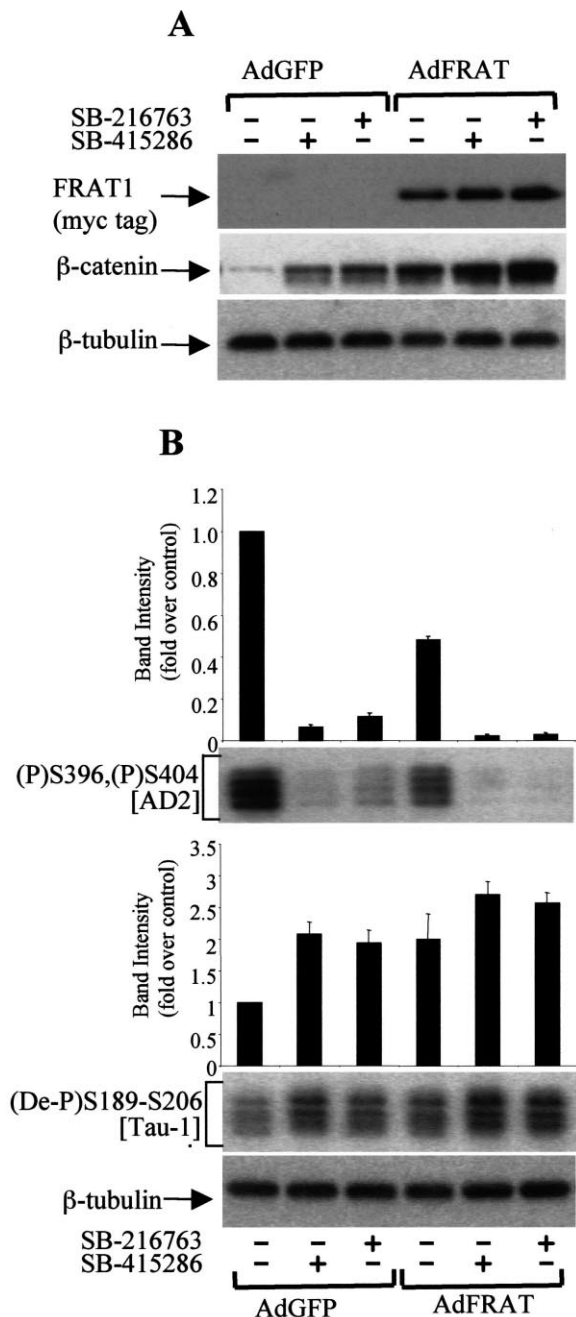 A
AdGFP AdFRAT
SB-216763 – – + – – +
SB-415286 – + – – + –
FRAT1
(myc tag)
β-catenin
β-tubulin
B
Band Intensity
(fold over control)
1.2
1.0
0.8
0.6
0.4
0.2
0
(P)S396,(P)S404
[AD2]
Band Intensity
(fold over control)
3.5
3
2.5
2
1.5
1
0.5
0
(De-P)S189-S206
[Tau-1]
β-tubulin
SB-216763 – – + – – +
SB-415286 – + – – + –
AdGFP AdFRAT